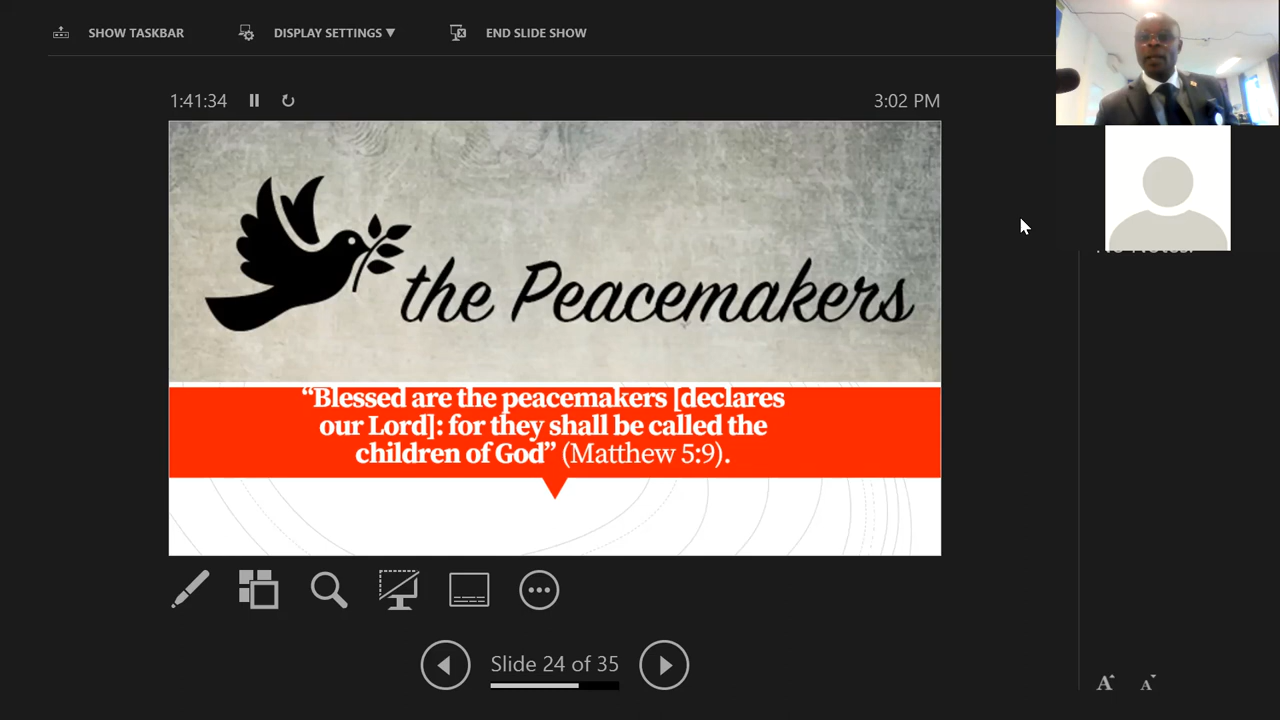 SHOW TASKBAR
DISPLAY SETTINGS ▼
END SLIDE SHOW
1:41:34
3:02 PM
the Peacemakers
“Blessed are the peacemakers [declares
our Lord]: for they shall be called the
children of God” (Matthew 5:9).
Slide 24 of 35
A A